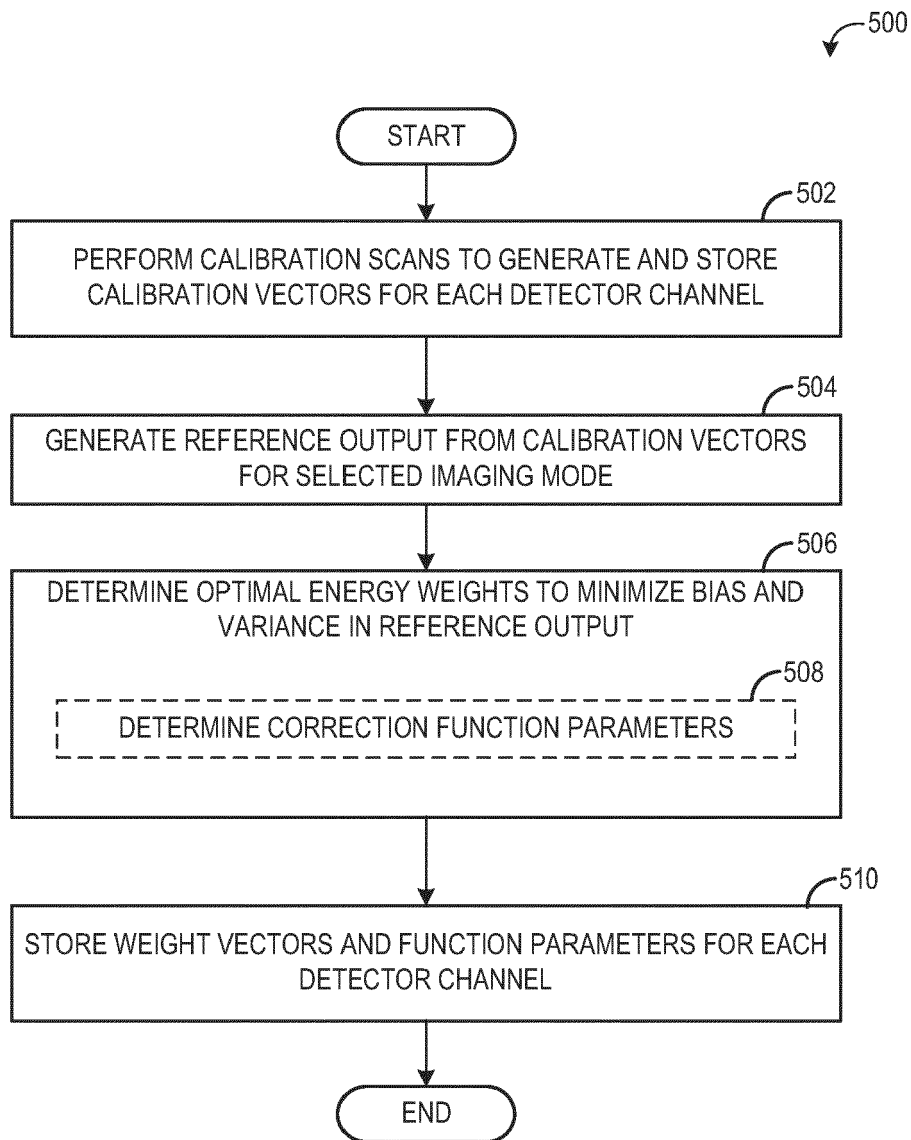 500
START
502
PERFORM CALIBRATION SCANS TO GENERATE AND STORE
CALIBRATION VECTORS FOR EACH DETECTOR CHANNEL
504
GENERATE REFERENCE OUTPUT FROM CALIBRATION VECTORS
FOR SELECTED IMAGING MODE
506
DETERMINE OPTIMAL ENERGY WEIGHTS TO MINIMIZE BIAS AND
VARIANCE IN REFERENCE OUTPUT
508
DETERMINE CORRECTION FUNCTION PARAMETERS
510
STORE WEIGHT VECTORS AND FUNCTION PARAMETERS FOR EACH
DETECTOR CHANNEL
END